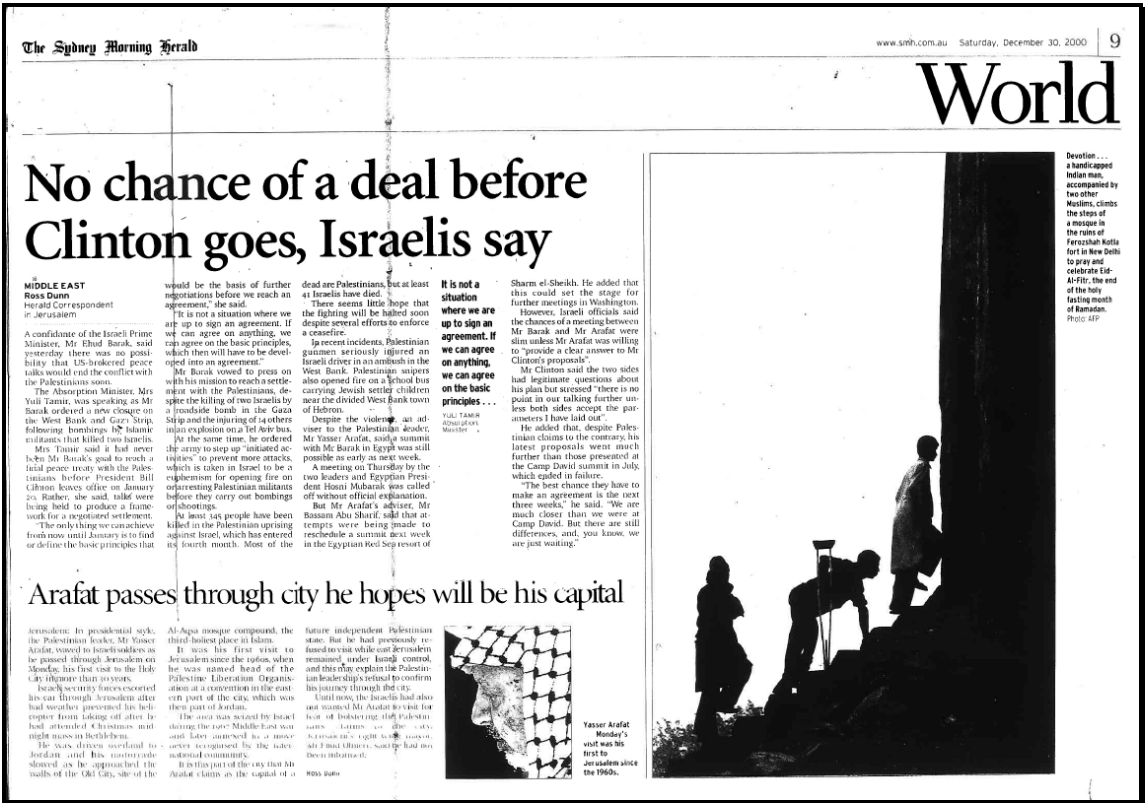 The Sydney Morning Herald
www.smh.com.au Saturday, December 30, 2000 9
World
No chance of a deal before
Clinton goes, Israelis say
MIDDLE EAST
Ross Dunn
Herald Correspondent
in Jerusalem
A confidante of the Israeli Prime
Minister, Mr Ehud Barak, said
yesterday there was no possi-
bility that US-brokered peace
talks would end the conflict with
the Palestinians soon.
The Absorption Minister, Mrs
Yuli Tamir, was speaking as Mr
Barak ordered a new closure on
the West Bank and Gaza Strip,
following bombings by Islamic
militants that killed two Israelis.
Mrs Tamir said it had never
been Mr Barak's goal to reach a
final peace treaty with the Pales-
tinians before President Bill
Clinton leaves office on January
20. Rather, she said, talks were
being held to produce a frame-
work for a negotiated settlement.
"The only thing we can achieve
from now until January is to find
or define the basic principles that
would be the basis of further
negotiations before we reach an
agreement," she said.
"It is not a situation where we
are up to sign an agreement. If
we can agree on anything, we
can agree on the basic principles,
which then will have to be devel-
oped into an agreement."
Mr Barak vowed to press on
with his mission to reach a settle-
ment with the Palestinians, de-
spite the killing of two Israelis by
a roadside bomb in the Gaza
Strip and the injuring of 14 others
in an explosion on a Tel Aviv bus.
At the same time, he ordered
the army to step up "initiated ac-
tivities" to prevent more attacks,
which is taken in Israel to be a
euphemism for opening fire on
or arresting Palestinian militants
before they carry out bombings
or shootings.
At least 345 people have been
killed in the Palestinian uprising
against Israel, which has entered
its fourth month. Most of the
dead are Palestinians, but at least
41 Israelis have died.
There seems little hope that
the fighting will be halted soon
despite several efforts to enforce
a ceasefire.
In recent incidents, Palestinian
gunmen seriously injured an
Israeli driver in an ambush in the
West Bank. Palestinian snipers
also opened fire on a school bus
carrying Jewish settler children
near the divided West Bank town
of Hebron.
Despite the violence, an ad-
viser to the Palestinian leader,
Mr Yasser Arafat, said a summit
with Mr Barak in Egypt was still
possible as early as next week.
A meeting on Thursday by the
two leaders and Egyptian Presi-
dent Hosni Mubarak was called
off without official explanation.
But Mr Arafat's adviser, Mr
Bassam Abu Sharif, said that at-
tempts were being made to
reschedule a summit next week
in the Egyptian Red Sea resort of
It is not a
situation
where we are
up to sign an
agreement. If
we can agree
on anything,
we can agree
on the basic
principles . . .
YULI TAMIR
Absorption
Minister
Sharm el-Sheikh. He added that
this could set the stage for
further meetings in Washington.
However, Israeli officials said
the chances of a meeting between
Mr Barak and Mr Arafat were
slim unless Mr Arafat was willing
to "provide a clear answer to Mr
Clinton's proposals".
Mr Clinton said the two sides
had legitimate questions about
his plan but stressed "there is no
point in our talking further un-
less both sides accept the par-
ameters I have laid out".
He added that, despite Pales-
tinian claims to the contrary, his
latest proposals went much
further than those presented at
the Camp David summit in July,
which ended in failure.
"The best chance they have to
make an agreement is the next
three weeks," he said. "We are
much closer than we were at
Camp David. But there are still
differences, and, you know, we
are just waiting."
Devotion . . .
a handicapped
Indian man,
accompanied by
two other
Muslims, climbs
the steps of
a mosque in
the ruins of
Ferozshah Kotla
fort in New Delhi
to pray and
celebrate Eid-
Al-Fitr, the end
of the holy
fasting month
of Ramadan.
Photo: AFP
Arafat passes through city he hopes will be his capital
Jerusalem: In presidential style,
the Palestinian leader, Mr Yasser
Arafat, waved to Israeli soldiers as
he passed through Jerusalem on
Monday, his first visit to the Holy
City in more than 30 years.
Israeli security forces escorted
his car through Jerusalem after
bad weather prevented his heli-
copter from taking off after he
had attended Christmas mid-
night mass in Bethlehem.
He was driven overland to
Jordan and his motorcade
slowed as he approached the
walls of the Old City, site of the
Al-Aqsa mosque compound, the
third-holiest place in Islam.
It was his first visit to
Jerusalem since the 1960s, when
he was named head of the
Palestine Liberation Organis-
ation at a convention in the east-
ern part of the city, which was
then part of Jordan.
The area was seized by Israel
during the 1967 Middle East war
and later annexed in a move
never recognised by the inter-
national community.
It is this part of the city that Mr
Arafat claims as the capital of a
future independent Palestinian
state. But he had previously re-
fused to visit while east Jerusalem
remained under Israeli control,
and this may explain the Palestin-
ian leadership's refusal to confirm
his journey through the city.
Until now, the Israelis had also
not wanted Mr Arafat to visit for
fear of bolstering the Palestin-
ians' claims to the city.
Jerusalem's right-wing mayor,
Mr Ehud Olmert, said he had not
been informed.
Ross Dunn
Yasser Arafat
Monday's
visit was his
first to
Jerusalem since
the 1960s.